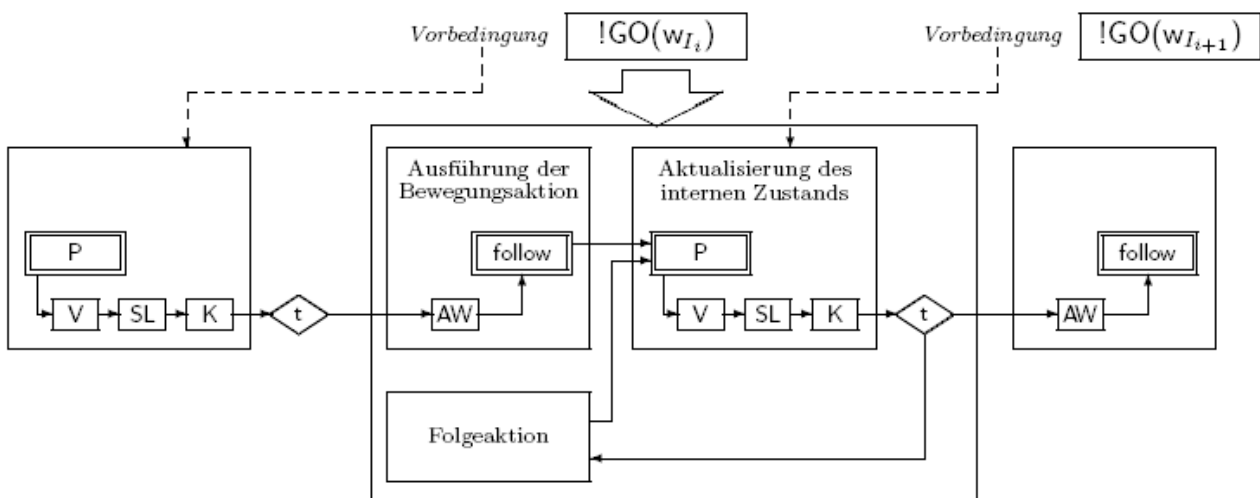 Vorbedingung !GO(w_{I_i}) Vorbedingung !GO(w_{I_{i+1}})
Ausführung der
Bewegungsaktion
Aktualisierung des
internen Zustands
P follow P follow
V SL K t AW V SL K t AW
Folgeaktion